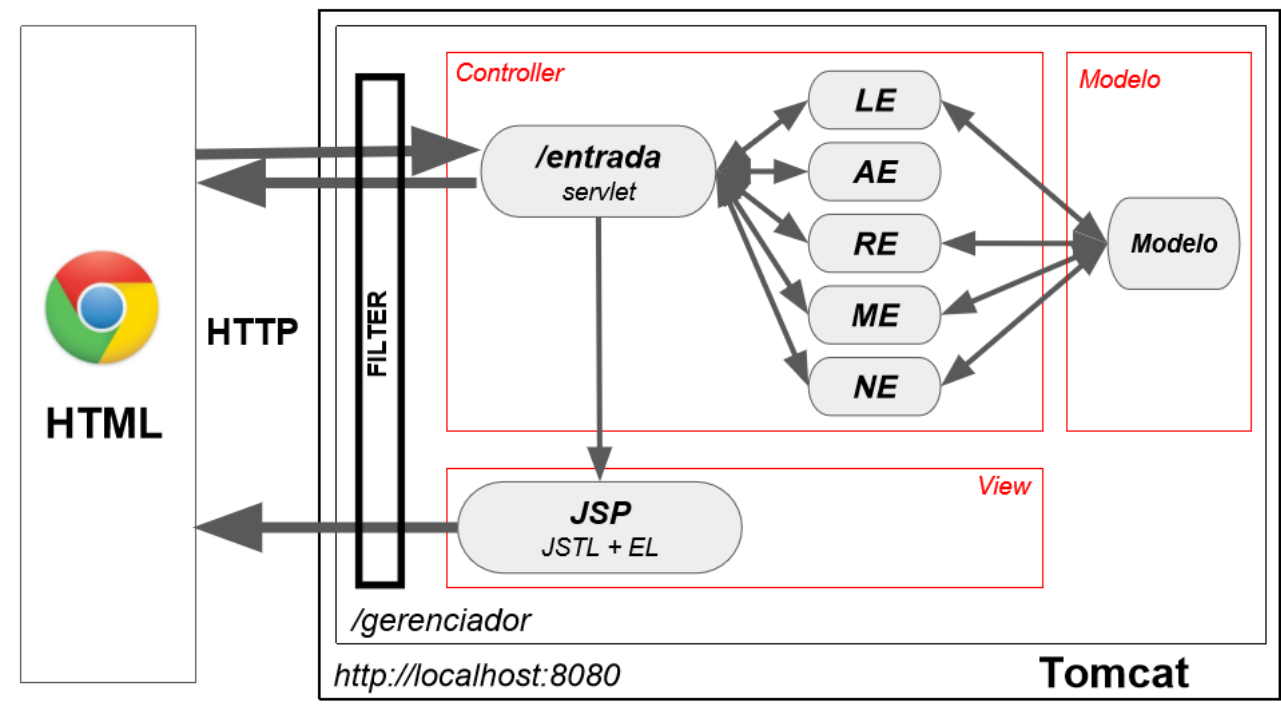 Controller
Modelo
LE
/entrada
servlet
AE
RE
Modelo
HTTP
FILTER
ME
NE
HTML
View
JSP
JSTL + EL
/gerenciador
http://localhost:8080
Tomcat